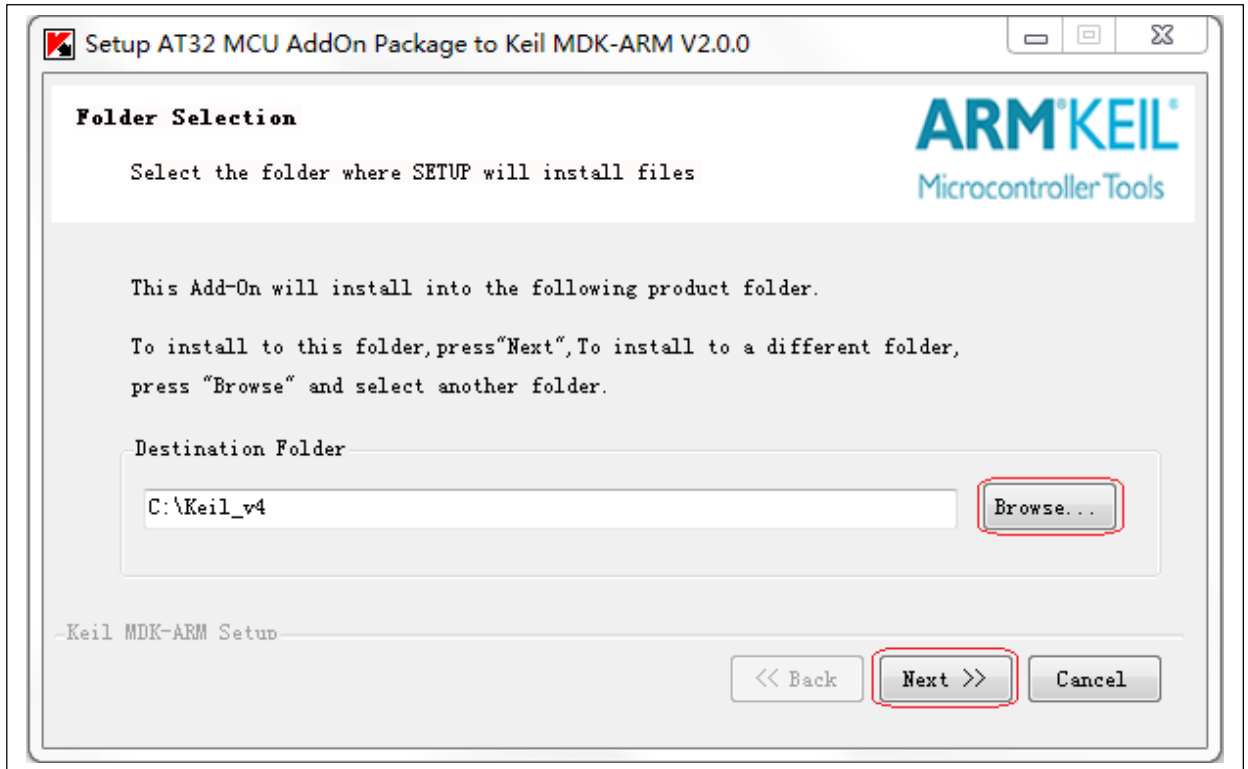 Setup AT32 MCU AddOn Package to Keil MDK-ARM V2.0.0
Folder Selection
Select the folder where SETUP will install files
ARM®KEIL®
Microcontroller Tools
This Add-On will install into the following product folder.
To install to this folder,press"Next",To install to a different folder,
press "Browse" and select another folder.
Destination Folder
C:\Keil_v4
Browse...
Keil MDK-ARM Setup
<< Back
Next >>
Cancel